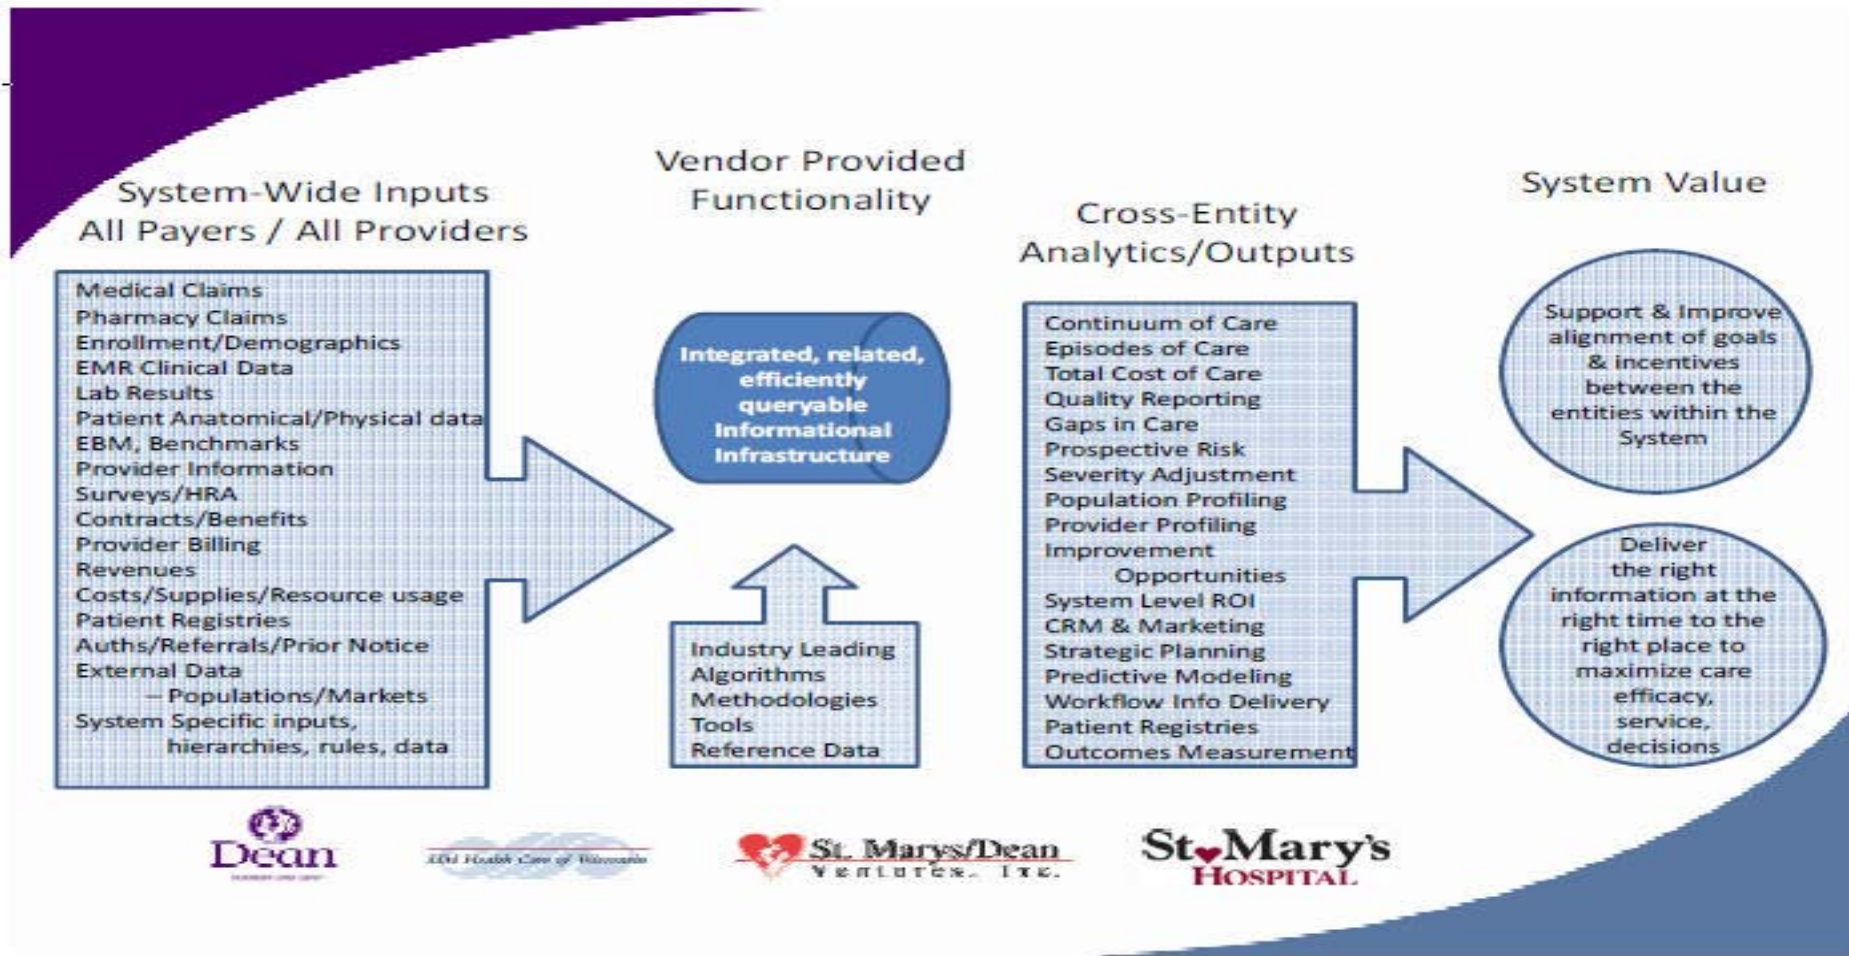 System-Wide Inputs
All Payers / All Providers
Medical Claims
Pharmacy Claims
Enrollment/Demographics
EMR Clinical Data
Lab Results
Patient Anatomical/Physical data
EBM, Benchmarks
Provider Information
Surveys/HRA
Contracts/Benefits
Provider Billing
Revenues
Costs/Supplies/Resource usage
Patient Registries
Auths/Referrals/Prior Notice
External Data
– Populations/Markets
System Specific inputs,
hierarchies, rules, data
Vendor Provided
Functionality
Integrated, related,
efficiently
queryable
Informational
Infrastructure
Industry Leading
Algorithms
Methodologies
Tools
Reference Data
Cross-Entity
Analytics/Outputs
Continuum of Care
Episodes of Care
Total Cost of Care
Quality Reporting
Gaps in Care
Prospective Risk
Severity Adjustment
Population Profiling
Provider Profiling
Improvement
Opportunities
System Level ROI
CRM & Marketing
Strategic Planning
Predictive Modeling
Workflow Info Delivery
Patient Registries
Outcomes Measurement
System Value
Support & Improve
alignment of goals
& incentives
between the
entities within the
System
Deliver
the right
information at the
right time to the
right place to
maximize care
efficacy,
service,
decisions
Dean
Health Care of Wisconsin
St. Marys/Dean
Ventures, Inc.
St Mary's
HOSPITAL